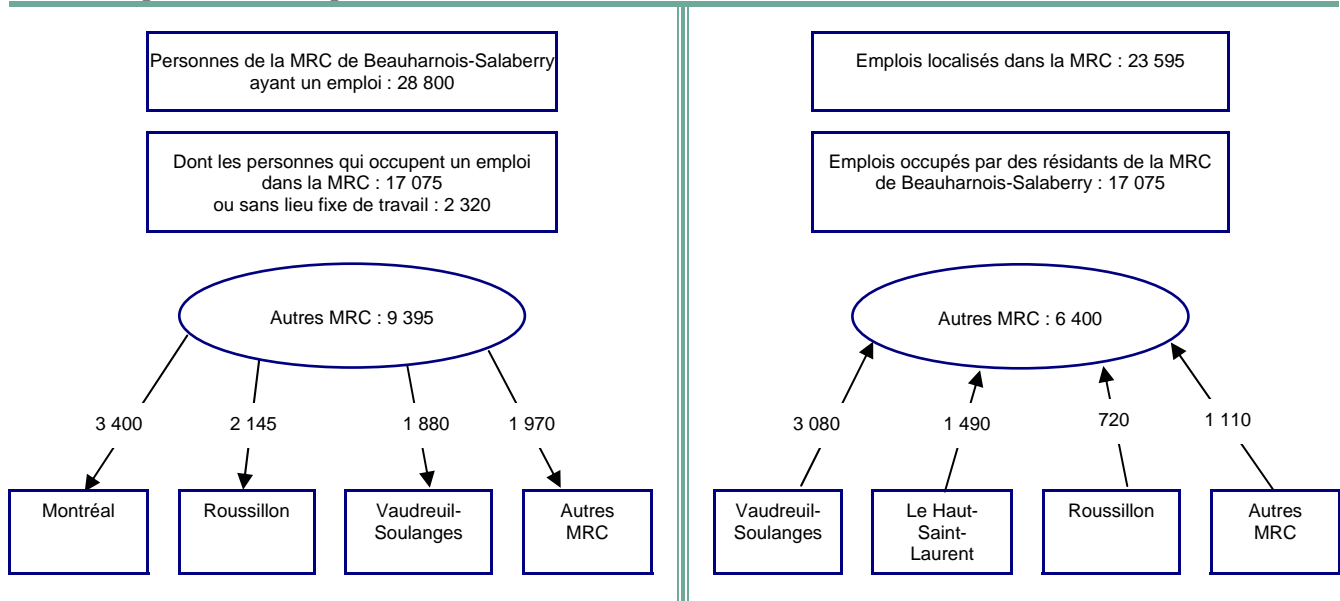 Personnes de la MRC de Beauharnois-Salaberry
ayant un emploi : 28 800
Dont les personnes qui occupent un emploi
dans la MRC : 17 075
ou sans lieu fixe de travail : 2 320
Autres MRC : 9 395
3 400
2 145
1 880
1 970
Montréal
Roussillon
Vaudreuil-
Soulanges
Autres
MRC
Emplois localisés dans la MRC : 23 595
Emplois occupés par des résidants de la MRC
de Beauharnois-Salaberry : 17 075
Autres MRC : 6 400
3 080
1 490
720
1 110
Vaudreuil-
Soulanges
Le Haut-
Saint-
Laurent
Roussillon
Autres
MRC